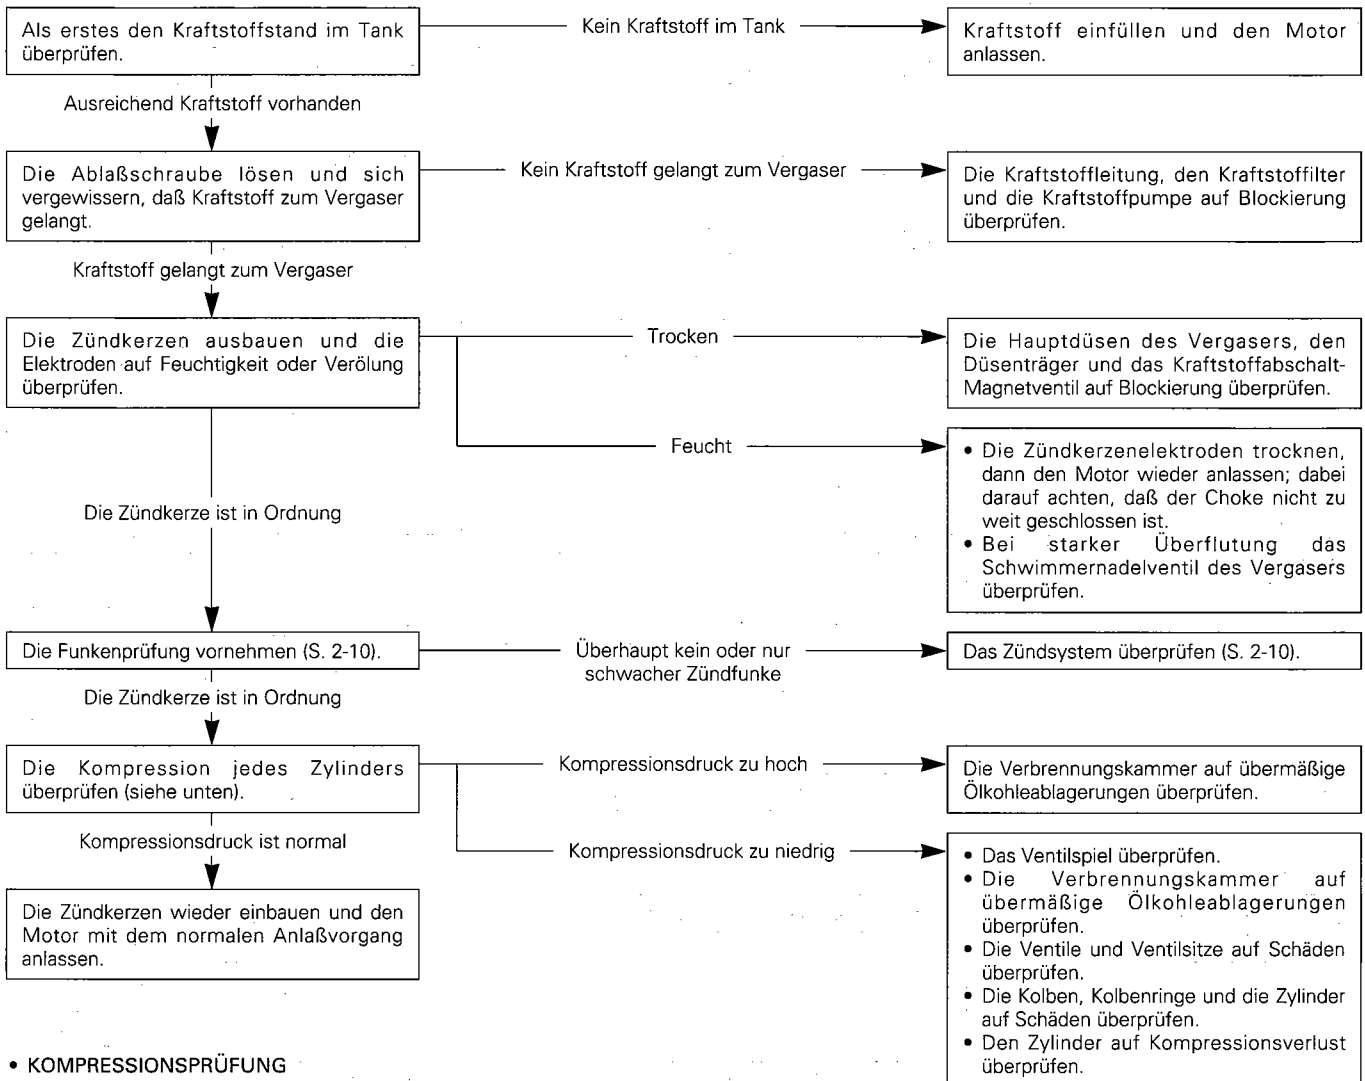 Als erstes den Kraftstoffstand im Tank
überprüfen.
Kein Kraftstoff im Tank
Kraftstoff einfüllen und den Motor
anlassen.
Ausreichend Kraftstoff vorhanden
Die Ablaßschraube lösen und sich
vergewissern, daß Kraftstoff zum Vergaser
gelangt.
Kein Kraftstoff gelangt zum Vergaser
Die Kraftstoffleitung, den Kraftstoffilter
und die Kraftstoffpumpe auf Blockierung
überprüfen.
Kraftstoff gelangt zum Vergaser
Die Zündkerzen ausbauen und die
Elektroden auf Feuchtigkeit oder Verölung
überprüfen.
Trocken
Die Hauptdüsen des Vergasers, den
Düsenträger und das Kraftstoffabschalt-
Magnetventil auf Blockierung überprüfen.
Feucht
• Die Zündkerzenelektroden trocknen,
dann den Motor wieder anlassen; dabei
darauf achten, daß der Choke nicht zu
weit geschlossen ist.
• Bei starker Überflutung das
Schwimmernadelventil des Vergasers
überprüfen.
Die Zündkerze ist in Ordnung
Die Funkenprüfung vornehmen (S. 2-10).
Überhaupt kein oder nur
schwacher Zündfunke
Das Zündsystem überprüfen (S. 2-10).
Die Zündkerze ist in Ordnung
Die Kompression jedes Zylinders
überprüfen (siehe unten).
Kompressionsdruck zu hoch
Die Verbrennungskammer auf übermäßige
Ölkohleablagerungen überprüfen.
Kompressionsdruck ist normal
Kompressionsdruck zu niedrig
• Das Ventilspiel überprüfen.
• Die Verbrennungskammer auf
übermäßige Ölkohleablagerungen
überprüfen.
• Die Ventile und Ventilsitze auf Schäden
überprüfen.
• Die Kolben, Kolbenringe und die Zylinder
auf Schäden überprüfen.
• Den Zylinder auf Kompressionsverlust
überprüfen.
Die Zündkerzen wieder einbauen und den
Motor mit dem normalen Anlaßvorgang
anlassen.
• KOMPRESSIONSPRÜFUNG